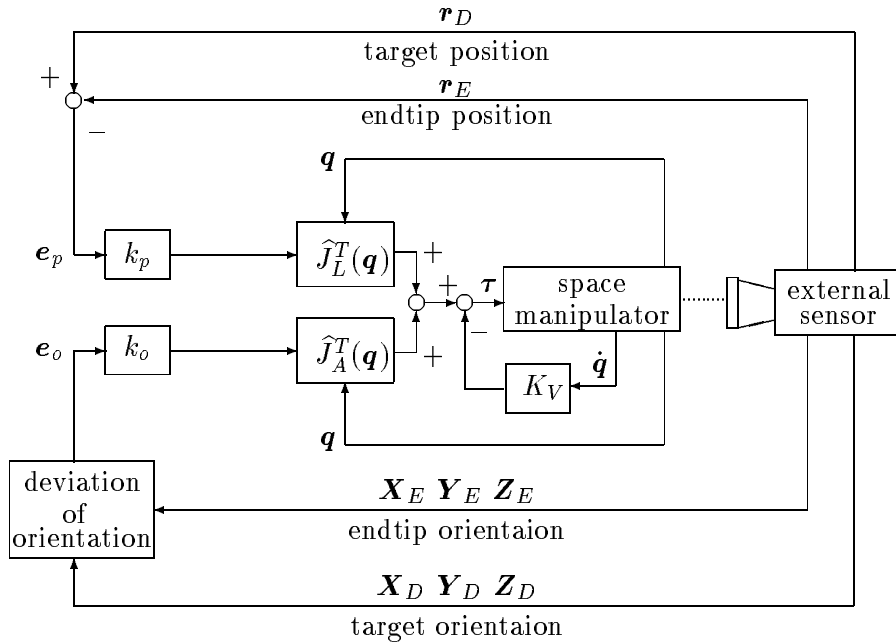 r_D
target position
+
r_E
endtip position
−
q
e_p
k_p
Ĵ_L^T(q)
+
+
τ
space
manipulator
external
sensor
−
e_o
k_o
Ĵ_A^T(q)
+
q̇
K_V
q
deviation
of
orientation
X_E Y_E Z_E
endtip orientaion
X_D Y_D Z_D
target orientaion